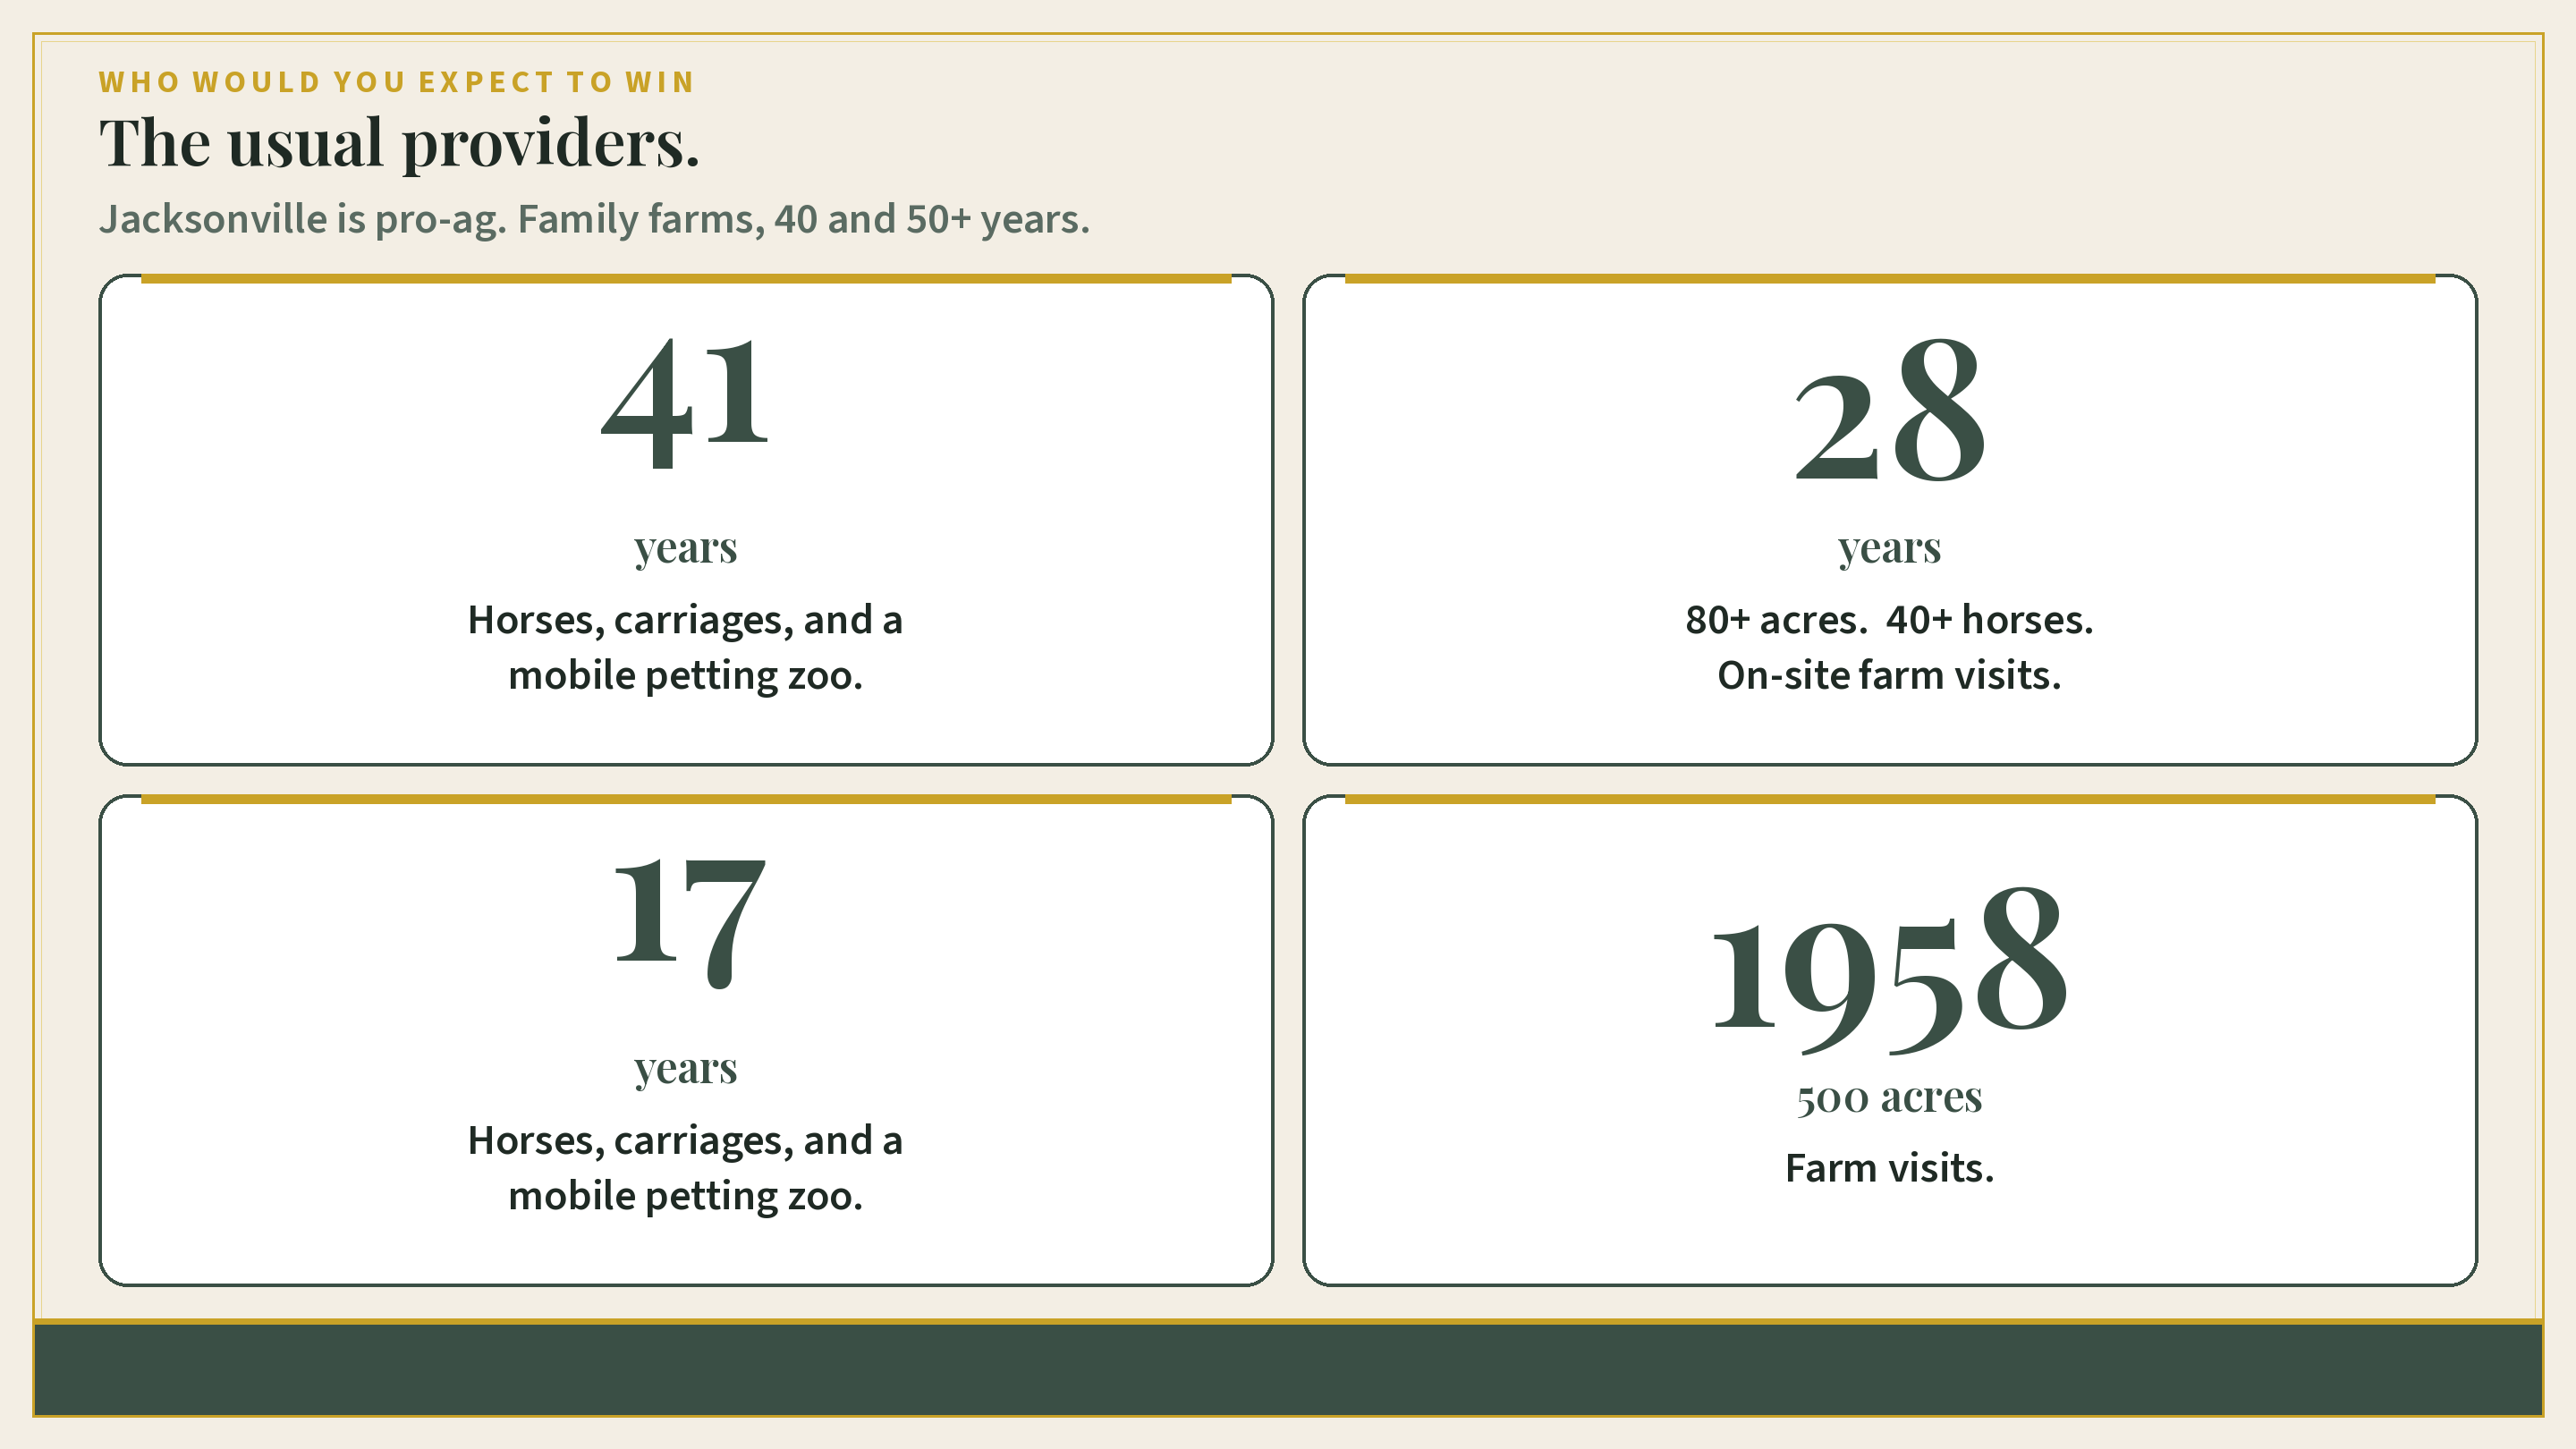 WHO WOULD YOU EXPECT TO WIN
The usual providers.
Jacksonville is pro-ag. Family farms, 40 and 50+ years.
41
years
Horses, carriages, and a
mobile petting zoo.
28
years
80+ acres.  40+ horses.
On-site farm visits.
17
years
Horses, carriages, and a
mobile petting zoo.
1958
500 acres
Farm visits.